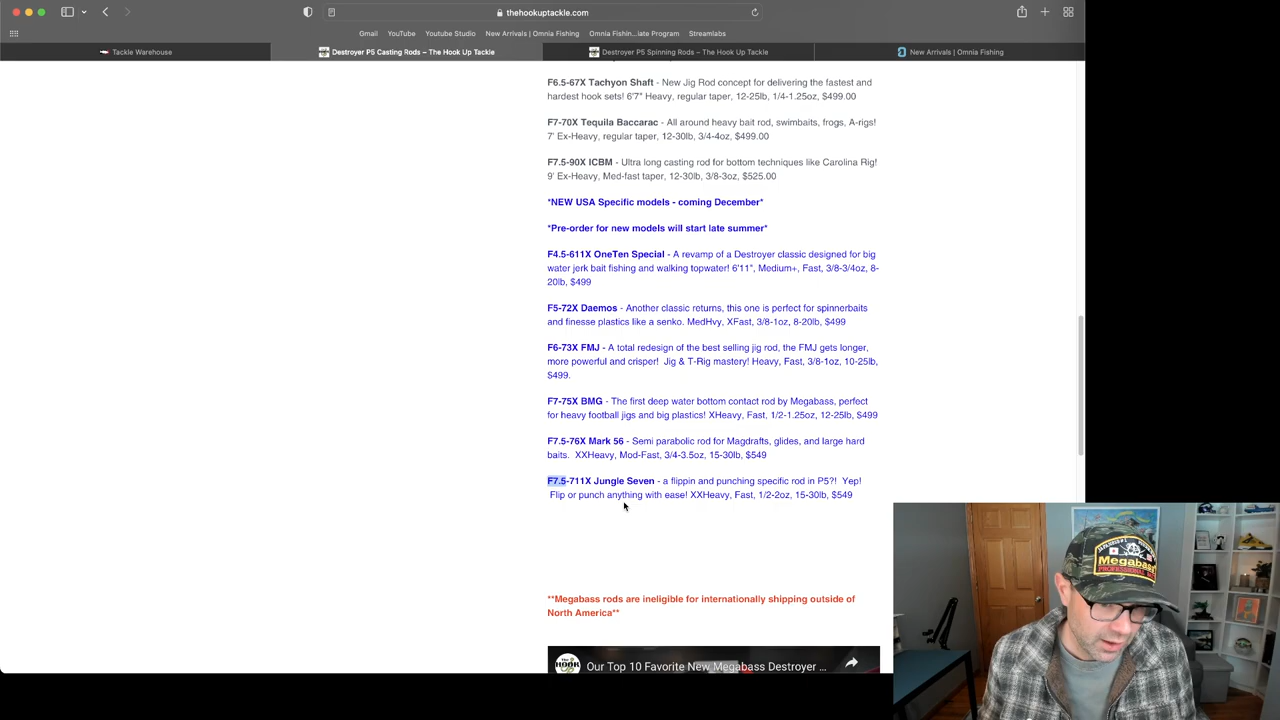 thehookuptackle.com
Gmail YouTube Youtube Studio New Arrivals | Omnia Fishing Omnia Fishin...iate Program Streamlabs
Tackle Warehouse Destroyer P5 Casting Rods – The Hook Up Tackle Destroyer P5 Spinning Rods – The Hook Up Tackle New Arrivals | Omnia Fishing
F6.5-67X Tachyon Shaft - New Jig Rod concept for delivering the fastest and
hardest hook sets! 6'7" Heavy, regular taper, 12-25lb, 1/4-1.25oz, $499.00
F7-70X Tequila Baccarac - All around heavy bait rod, swimbaits, frogs, A-rigs!
7' Ex-Heavy, regular taper, 12-30lb, 3/4-4oz, $499.00
F7.5-90X ICBM - Ultra long casting rod for bottom techniques like Carolina Rig!
9' Ex-Heavy, Med-fast taper, 12-30lb, 3/8-3oz, $525.00
*NEW USA Specific models - coming December*
*Pre-order for new models will start late summer*
F4.5-611X OneTen Special - A revamp of a Destroyer classic designed for big
water jerk bait fishing and walking topwater! 6'11", Medium+, Fast, 3/8-3/4oz, 8-
20lb, $499
F5-72X Daemos - Another classic returns, this one is perfect for spinnerbaits
and finesse plastics like a senko. MedHvy, XFast, 3/8-1oz, 8-20lb, $499
F6-73X FMJ - A total redesign of the best selling jig rod, the FMJ gets longer,
more powerful and crisper! Jig & T-Rig mastery! Heavy, Fast, 3/8-1oz, 10-25lb,
$499.
F7-75X BMG - The first deep water bottom contact rod by Megabass, perfect
for heavy football jigs and big plastics! XHeavy, Fast, 1/2-1.25oz, 12-25lb, $499
F7.5-76X Mark 56 - Semi parabolic rod for Magdrafts, glides, and large hard
baits. XXHeavy, Mod-Fast, 3/4-3.5oz, 15-30lb, $549
F7.5-711X Jungle Seven - a flippin and punching specific rod in P5?! Yep!
Flip or punch anything with ease! XXHeavy, Fast, 1/2-2oz, 15-30lb, $549
**Megabass rods are ineligible for internationally shipping outside of
North America**
Our Top 10 Favorite New Megabass Destroyer ...
Megabass